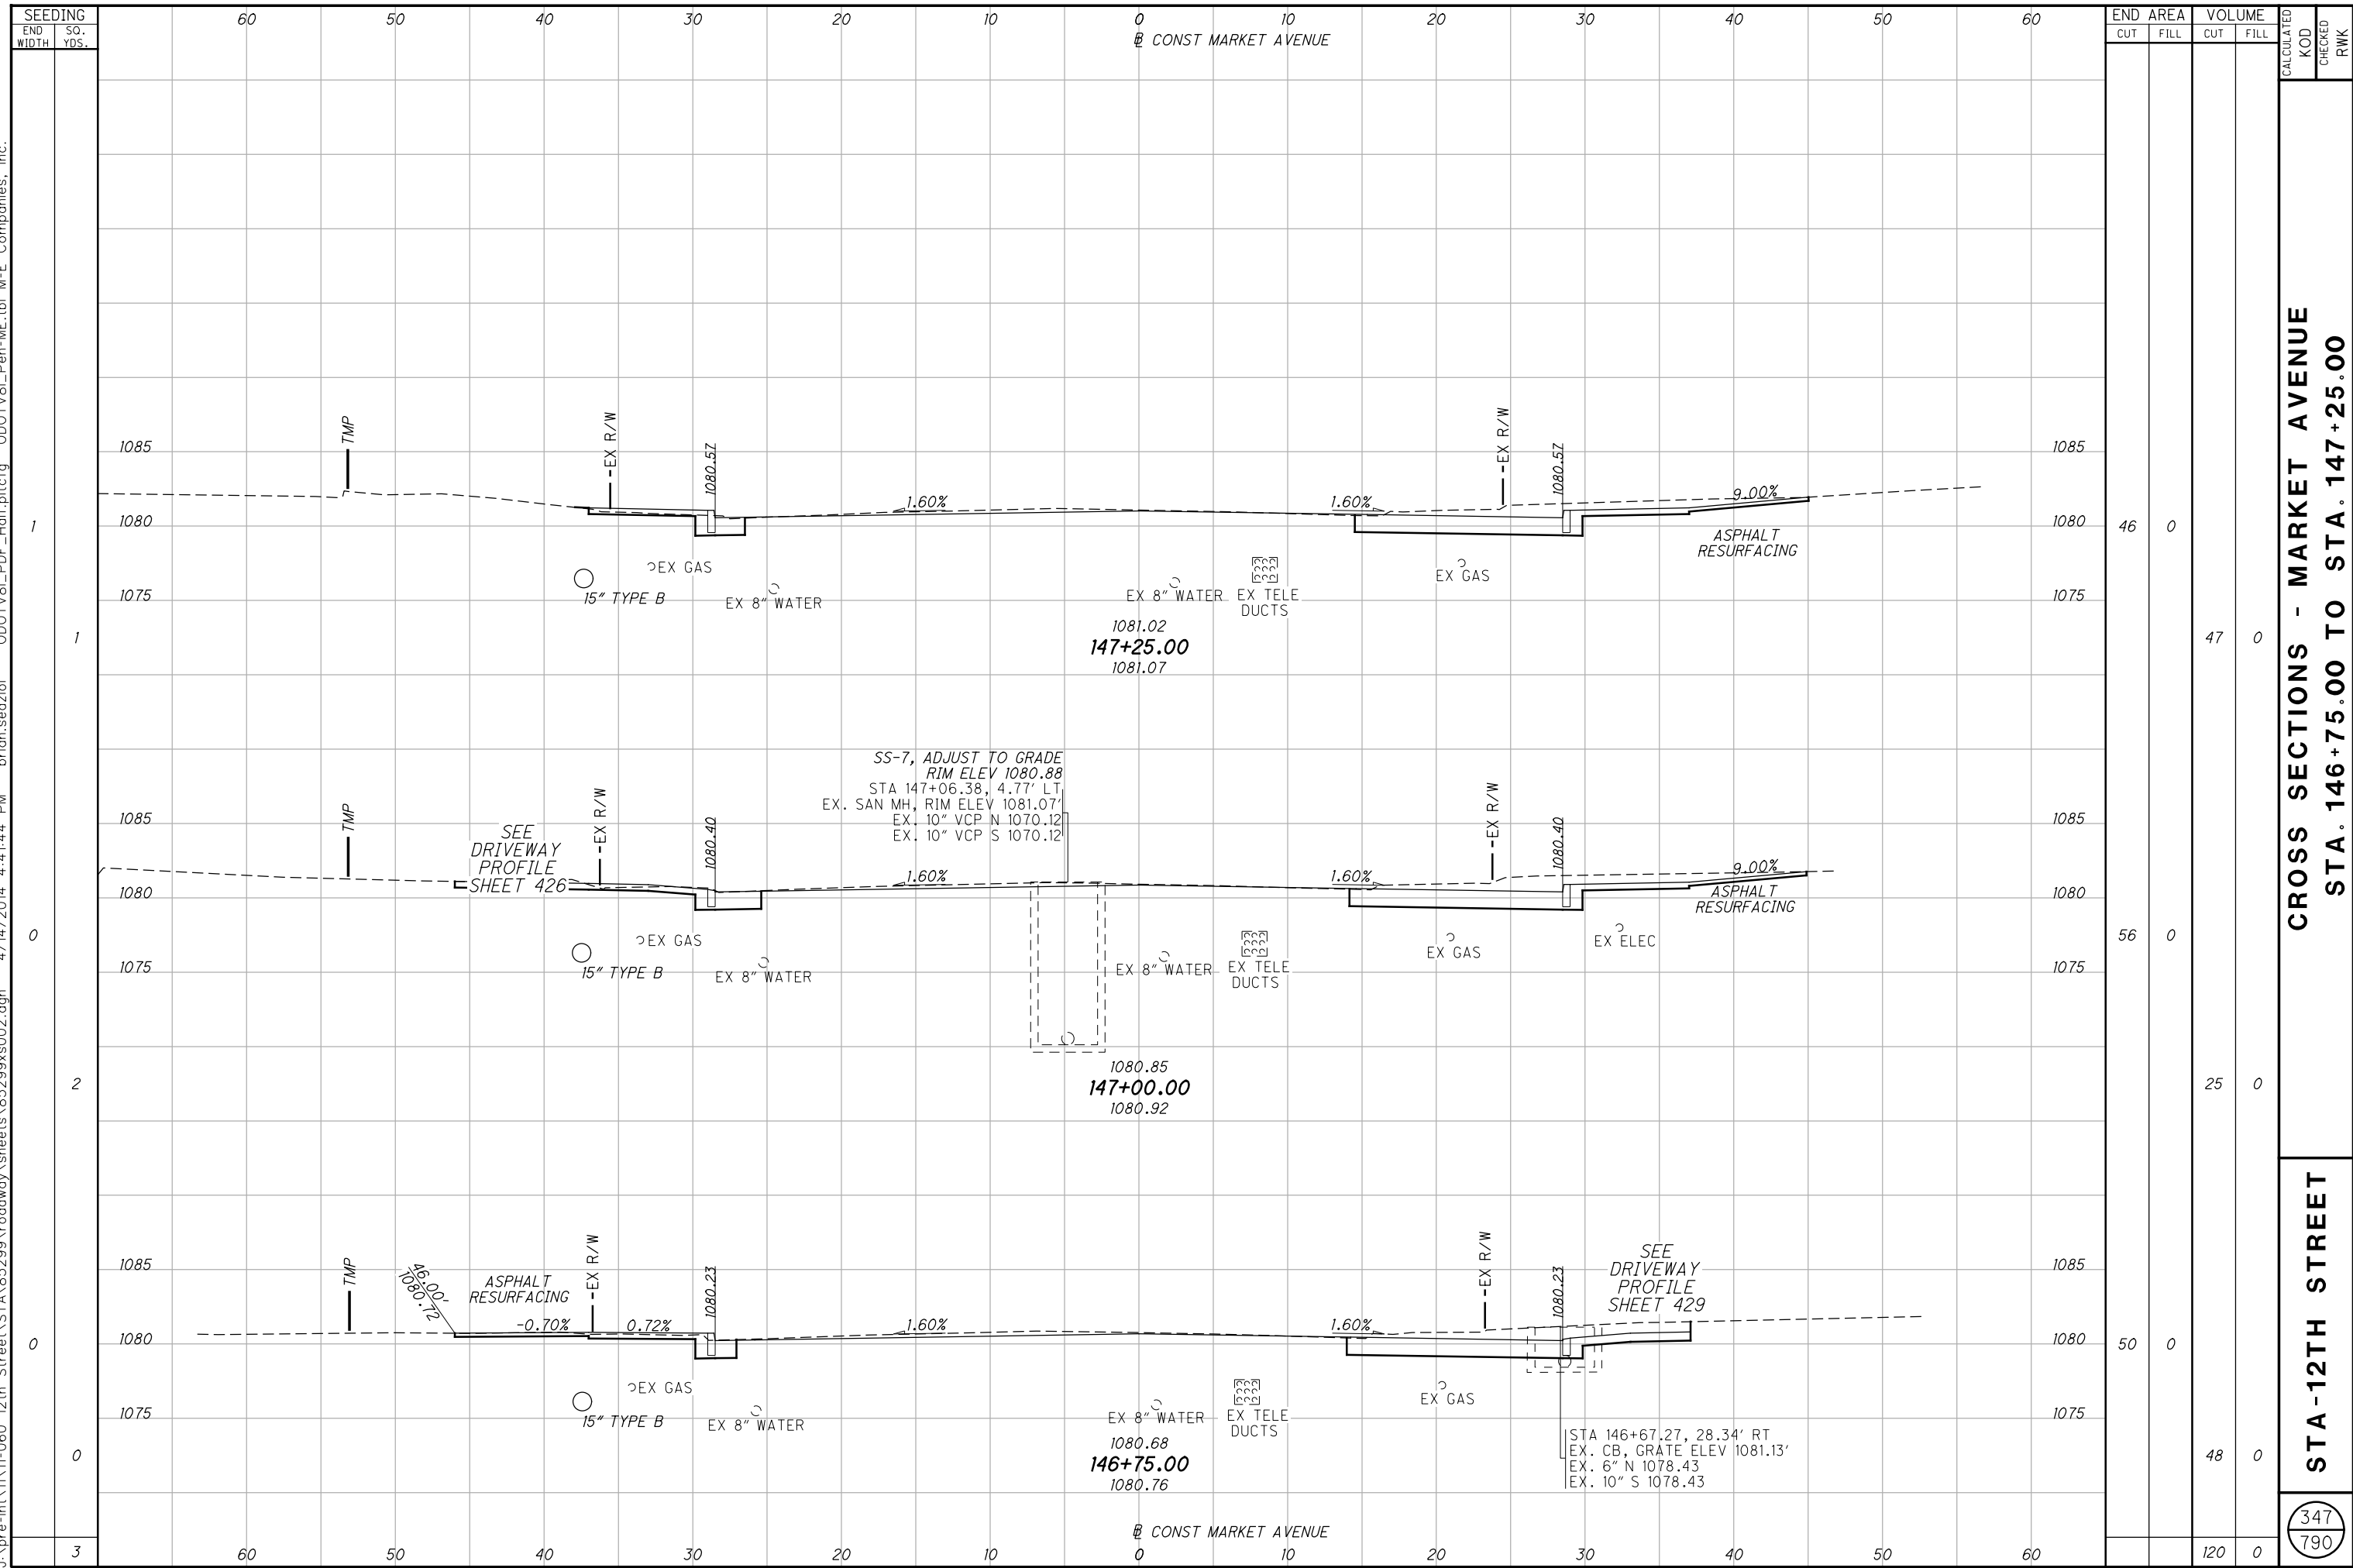 SEEDING
END WIDTH
SQ. YDS.
60 50 40 30 20 10 0 10 20 30 40 50 60
℄ CONST MARKET AVENUE
END AREA
VOLUME
CUT FILL CUT FILL
CALCULATED
KOD
CHECKED
RWK
TMP
EX R/W
1080.57
EX R/W
1080.57
1085
1085
1.60%
1.60%
9.00%
1
1080
1080
46 0
ASPHALT
RESURFACING
EX GAS
EX GAS
15" TYPE B
EX 8" WATER
EX 8" WATER
EX TELE
DUCTS
1075
1075
1081.02
147+25.00
1081.07
1
47 0
SS-7, ADJUST TO GRADE
RIM ELEV 1080.88
STA 147+06.38, 4.77' LT
EX. SAN MH, RIM ELEV 1081.07'
EX. 10" VCP N 1070.12
EX. 10" VCP S 1070.12
TMP
EX R/W
1080.40
EX R/W
1080.40
1085
1085
SEE
DRIVEWAY
PROFILE
SHEET 426
1.60%
1.60%
9.00%
1080
1080
ASPHALT
RESURFACING
0
56 0
EX GAS
EX GAS
EX ELEC
15" TYPE B
EX 8" WATER
EX 8" WATER
EX TELE
DUCTS
1075
1075
1080.85
147+00.00
1080.92
2
25 0
TMP
EX R/W
1080.23
EX R/W
1080.23
SEE
DRIVEWAY
PROFILE
SHEET 429
1085
1085
46.00'
1080.72
ASPHALT
RESURFACING
-0.70%
0.72%
1.60%
1.60%
0
1080
1080
50 0
EX GAS
EX GAS
15" TYPE B
EX 8" WATER
EX 8" WATER
EX TELE
DUCTS
1075
1075
1080.68
146+75.00
1080.76
STA 146+67.27, 28.34' RT
EX. CB, GRATE ELEV 1081.13'
EX. 6" N 1078.43
EX. 10" S 1078.43
0
48 0
℄ CONST MARKET AVENUE
3
60 50 40 30 20 10 0 10 20 30 40 50 60
120 0
CROSS SECTIONS - MARKET AVENUE
STA. 146+75.00 TO STA. 147+25.00
STA-12TH STREET
347
790
4/14/2014 4:41:44 PM
brian.sedzlol
M-E Companies, Inc.